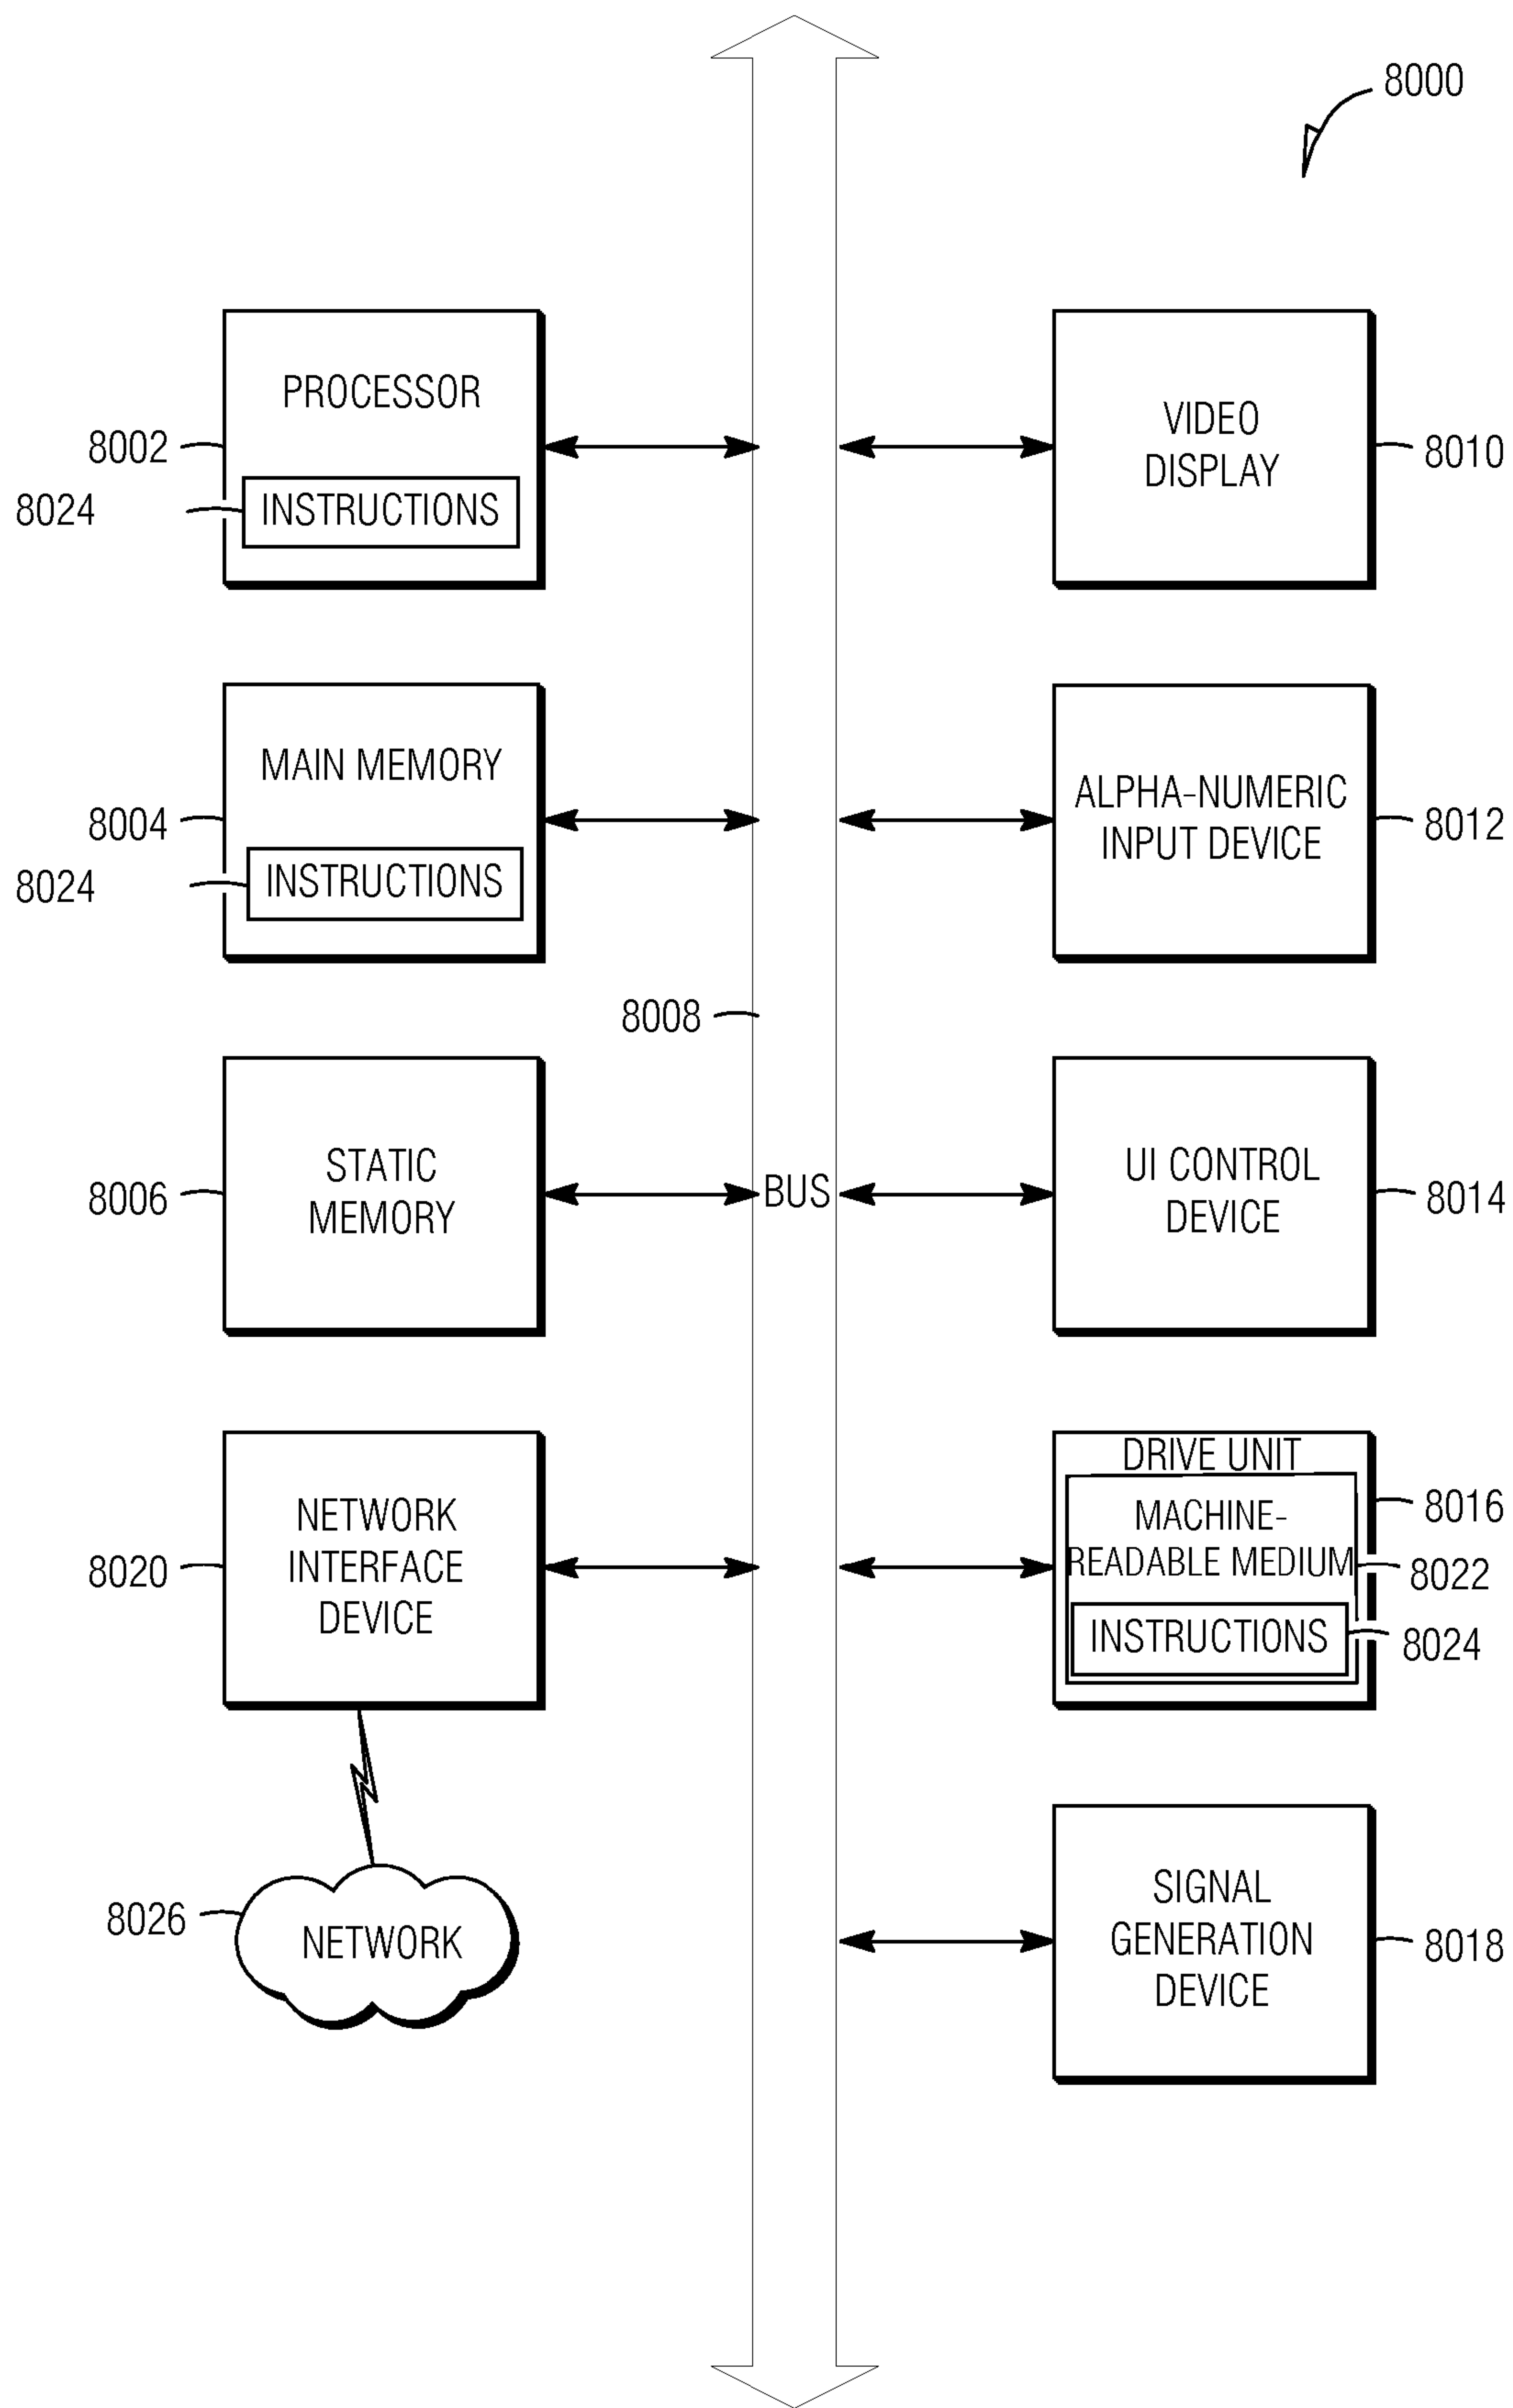 8000
PROCESSOR
8002
8024
INSTRUCTIONS
VIDEO
DISPLAY
8010
MAIN MEMORY
8004
8024
INSTRUCTIONS
ALPHA-NUMERIC
INPUT DEVICE
8012
8008
STATIC
MEMORY
8006
BUS
UI CONTROL
DEVICE
8014
NETWORK
INTERFACE
DEVICE
8020
DRIVE UNIT
8016
MACHINE-
READABLE MEDIUM
8022
INSTRUCTIONS
8024
8026
NETWORK
SIGNAL
GENERATION
DEVICE
8018